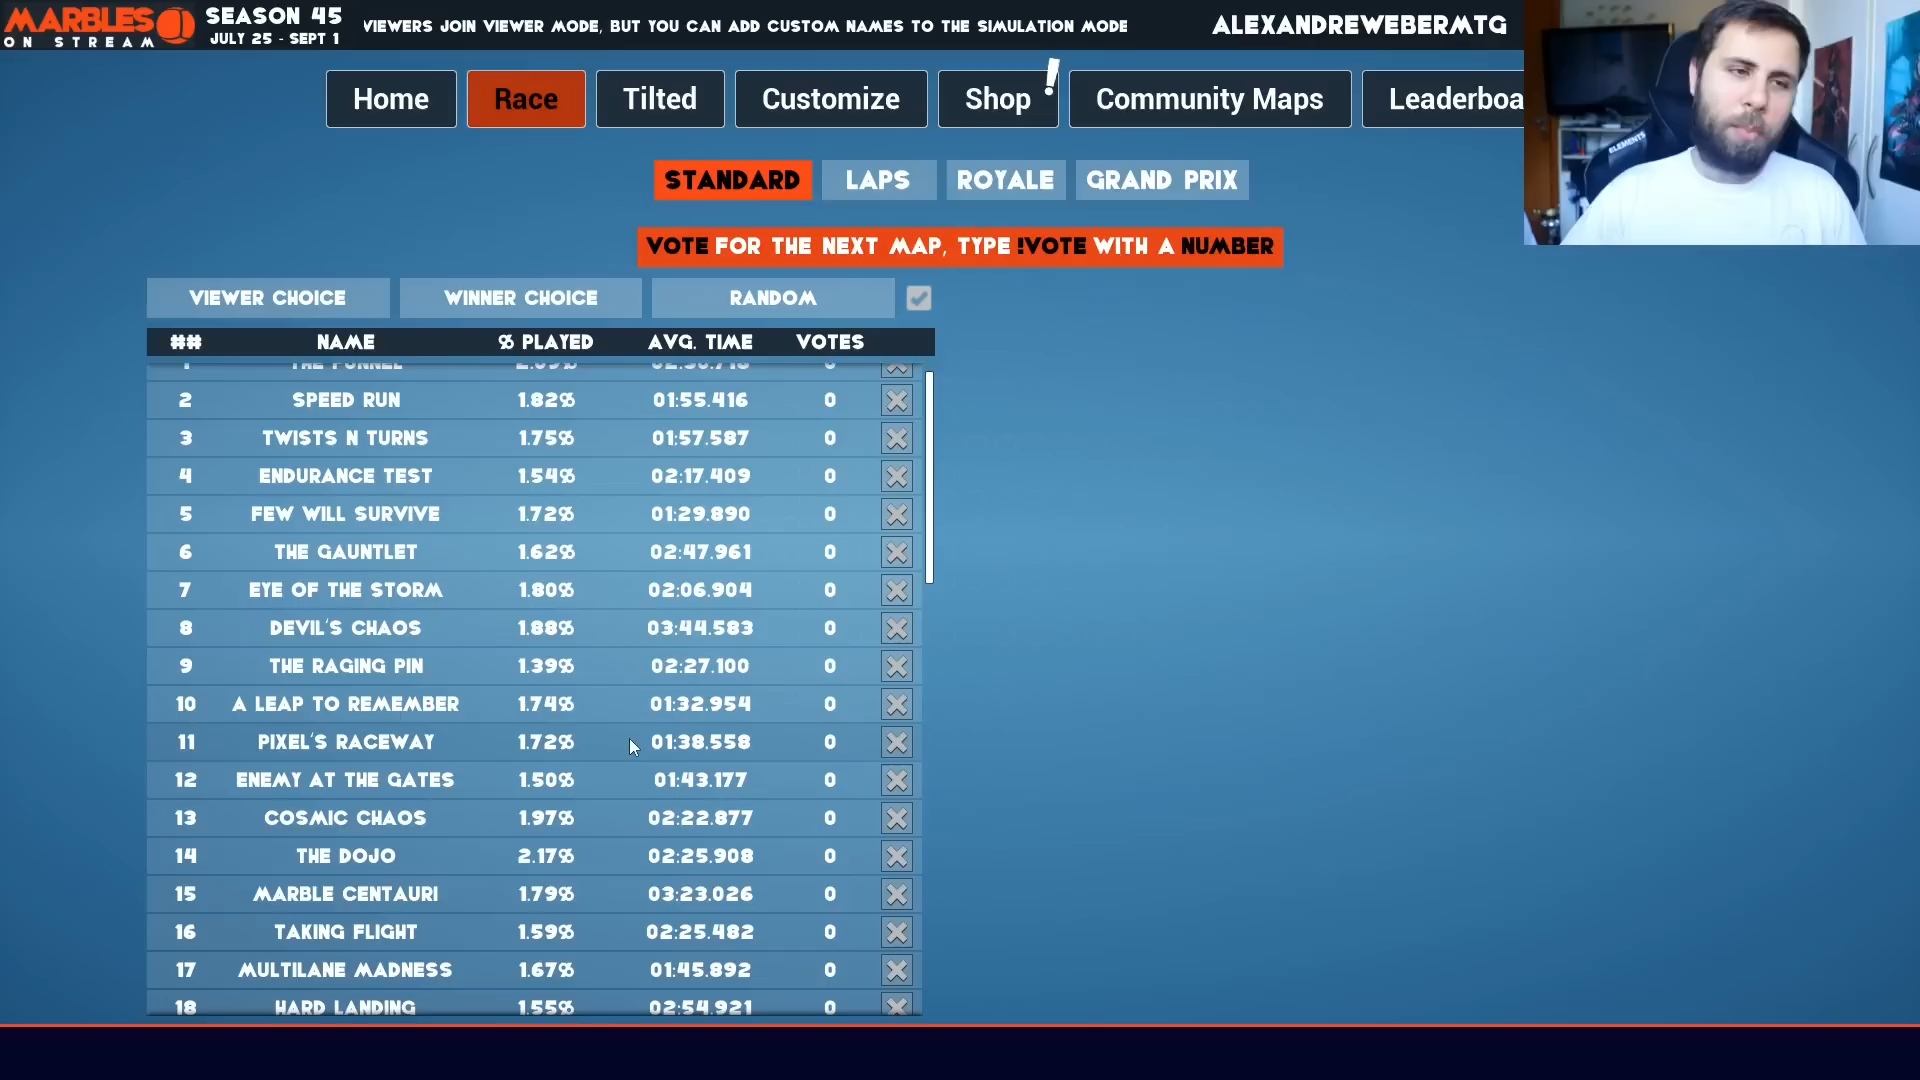 MARBLES
ON STREAM
SEASON 45
JULY 25 - SEPT 1
VIEWERS JOIN VIEWER MODE, BUT YOU CAN ADD CUSTOM NAMES TO THE SIMULATION MODE
ALEXANDREWEBERMTG
Home Race Tilted Customize Shop ! Community Maps Leaderboa
STANDARD LAPS ROYALE GRAND PRIX
VOTE FOR THE NEXT MAP, TYPE !VOTE WITH A NUMBER
VIEWER CHOICE WINNER CHOICE RANDOM
## NAME % PLAYED AVG. TIME VOTES
1 THE FUNNEL
2 SPEED RUN 1.82% 01:55.416 0
3 TWISTS N TURNS 1.75% 01:57.587 0
4 ENDURANCE TEST 1.54% 02:17.409 0
5 FEW WILL SURVIVE 1.72% 01:29.890 0
6 THE GAUNTLET 1.62% 02:47.961 0
7 EYE OF THE STORM 1.80% 02:06.904 0
8 DEVIL'S CHAOS 1.88% 03:44.583 0
9 THE RAGING PIN 1.39% 02:27.100 0
10 A LEAP TO REMEMBER 1.74% 01:32.954 0
11 PIXEL'S RACEWAY 1.72% 01:38.558 0
12 ENEMY AT THE GATES 1.50% 01:43.177 0
13 COSMIC CHAOS 1.97% 02:22.877 0
14 THE DOJO 2.17% 02:25.908 0
15 MARBLE CENTAURI 1.79% 03:23.026 0
16 TAKING FLIGHT 1.59% 02:25.482 0
17 MULTILANE MADNESS 1.67% 01:45.892 0
18 HARD LANDING 1.55% 02:54.921 0
ELEMENTS